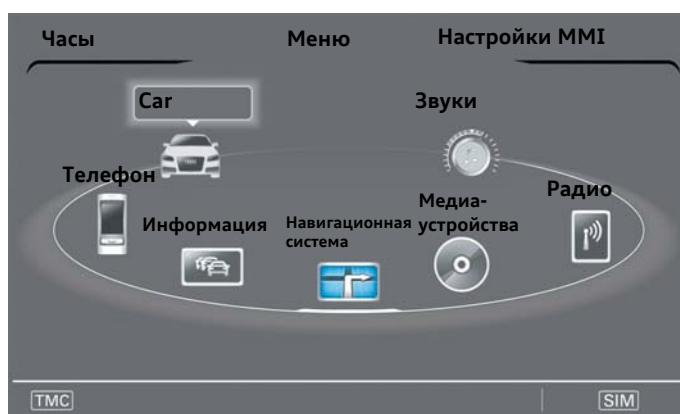 Часы
Меню
Настройки MMI
Car
Звуки
Телефон
Радио
Информация
Навигационная
система
Медиа-
устройства
TMC
SIM